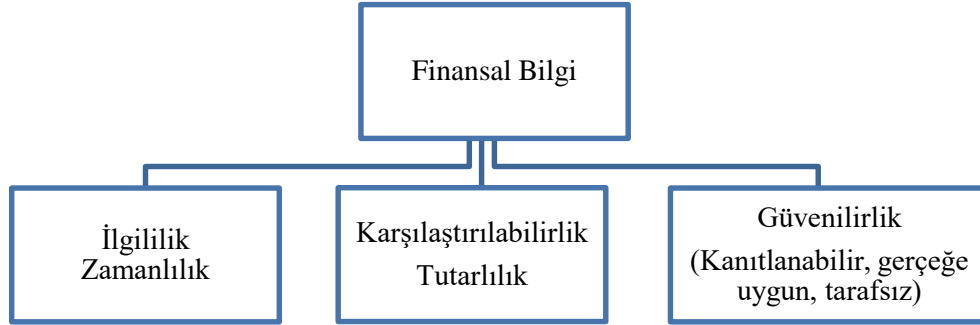 Finansal Bilgi
İlgililik
Zamanlılık
Karşılaştırılabilirlik
Tutarlılık
Güvenilirlik
(Kanıtlanabilir, gerçeğe
uygun, tarafsız)